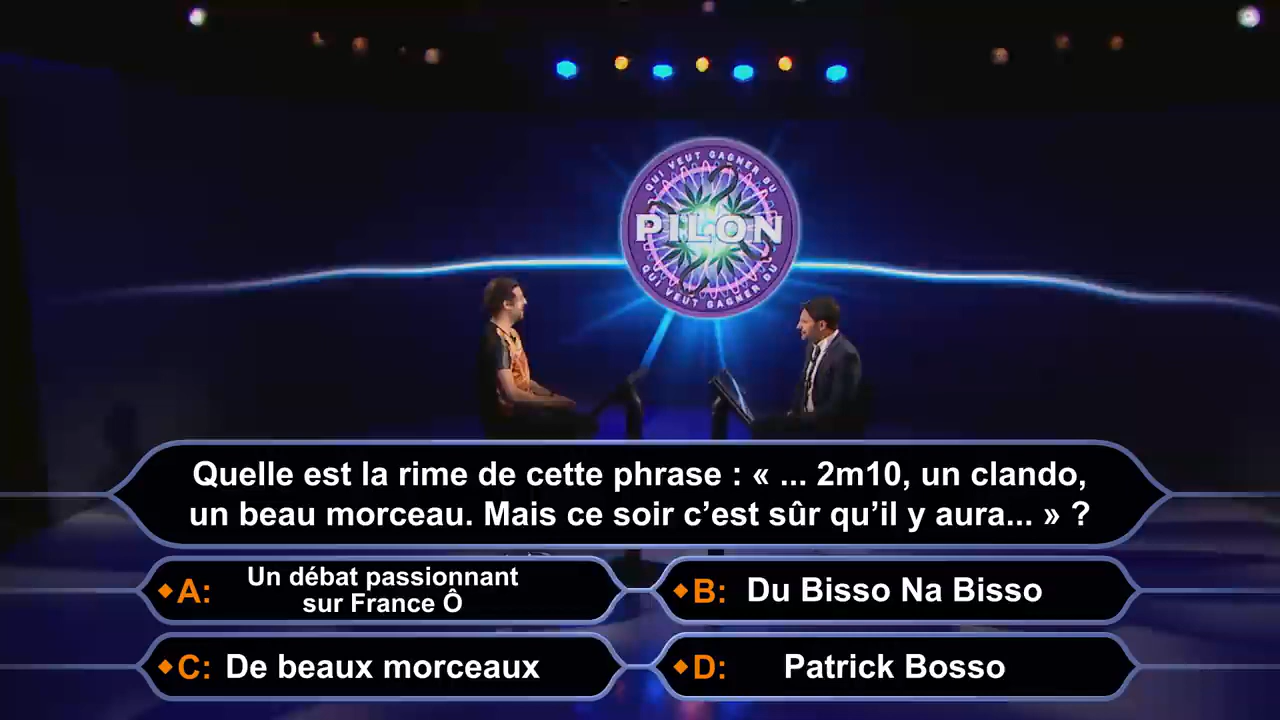 QUI VEUT GAGNER DU
PILON
QUI VEUT GAGNER DU
Quelle est la rime de cette phrase : « ... 2m10, un clando,
un beau morceau. Mais ce soir c’est sûr qu’il y aura... » ?
A: Un débat passionnant
sur France Ô
B: Du Bisso Na Bisso
C: De beaux morceaux
D: Patrick Bosso